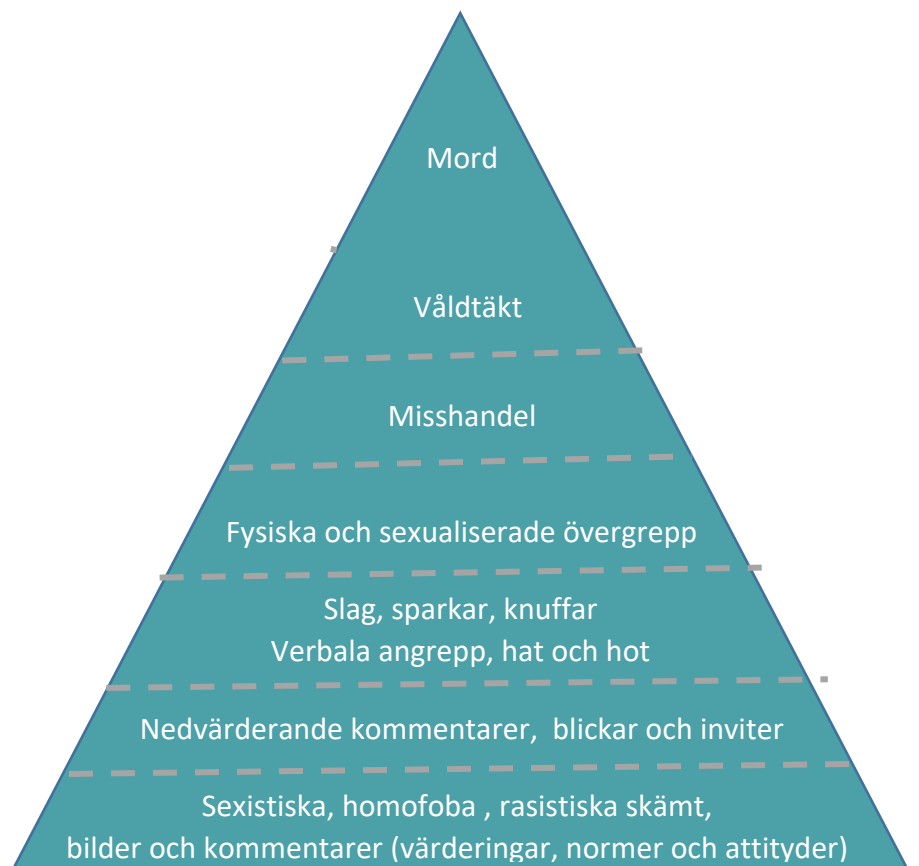 Mord
Våldtäkt
Misshandel
Fysiska och sexualiserade övergrepp
Slag, sparkar, knuffar
Verbala angrepp, hat och hot
Nedvärderande kommentarer,  blickar och inviter
Sexistiska, homofoba , rasistiska skämt,
bilder och kommentarer (värderingar, normer och attityder)